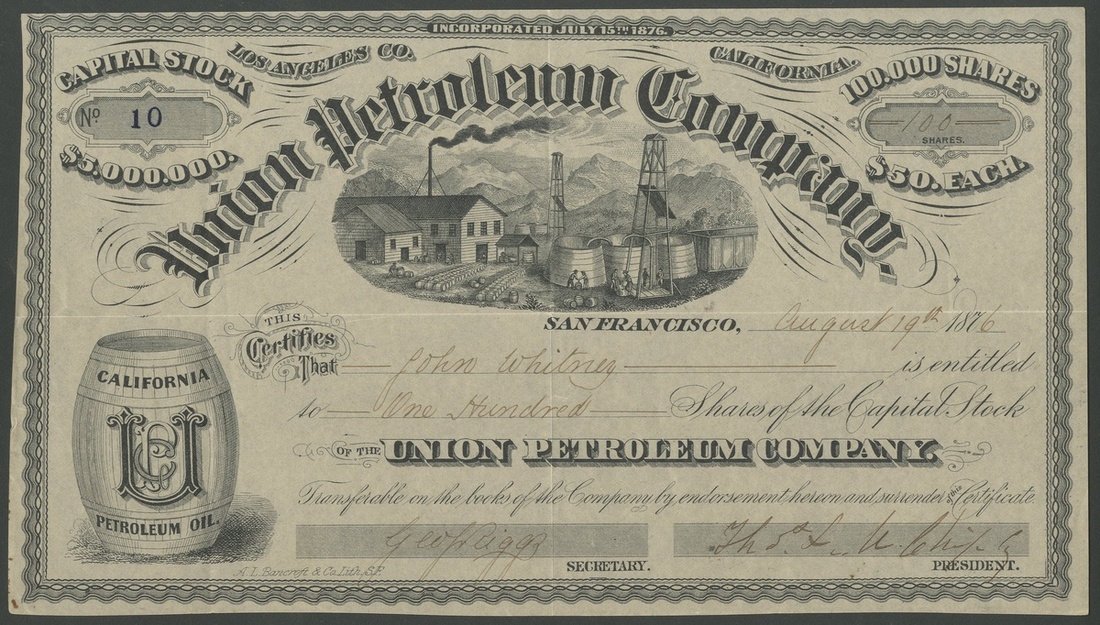 INCORPORATED JULY 15TH 1876.
LOS ANGELES CO. CALIFORNIA.
CAPITAL STOCK
No 10
$5.000.000.
100.000 SHARES
100
SHARES.
$50. EACH.
Union Petroleum Company,
SAN FRANCISCO, August 19th 1876
THIS
Certifies
That John Whitney is entitled
to One Hundred Shares of the Capital Stock
OF THE UNION PETROLEUM COMPANY.
Transferable on the books of the Company by endorsement hereon and surrender of this Certificate.
CALIFORNIA
UPC
PETROLEUM OIL.
SECRETARY.
PRESIDENT.
A. L. Bancroft & Co. Lith. S.F.